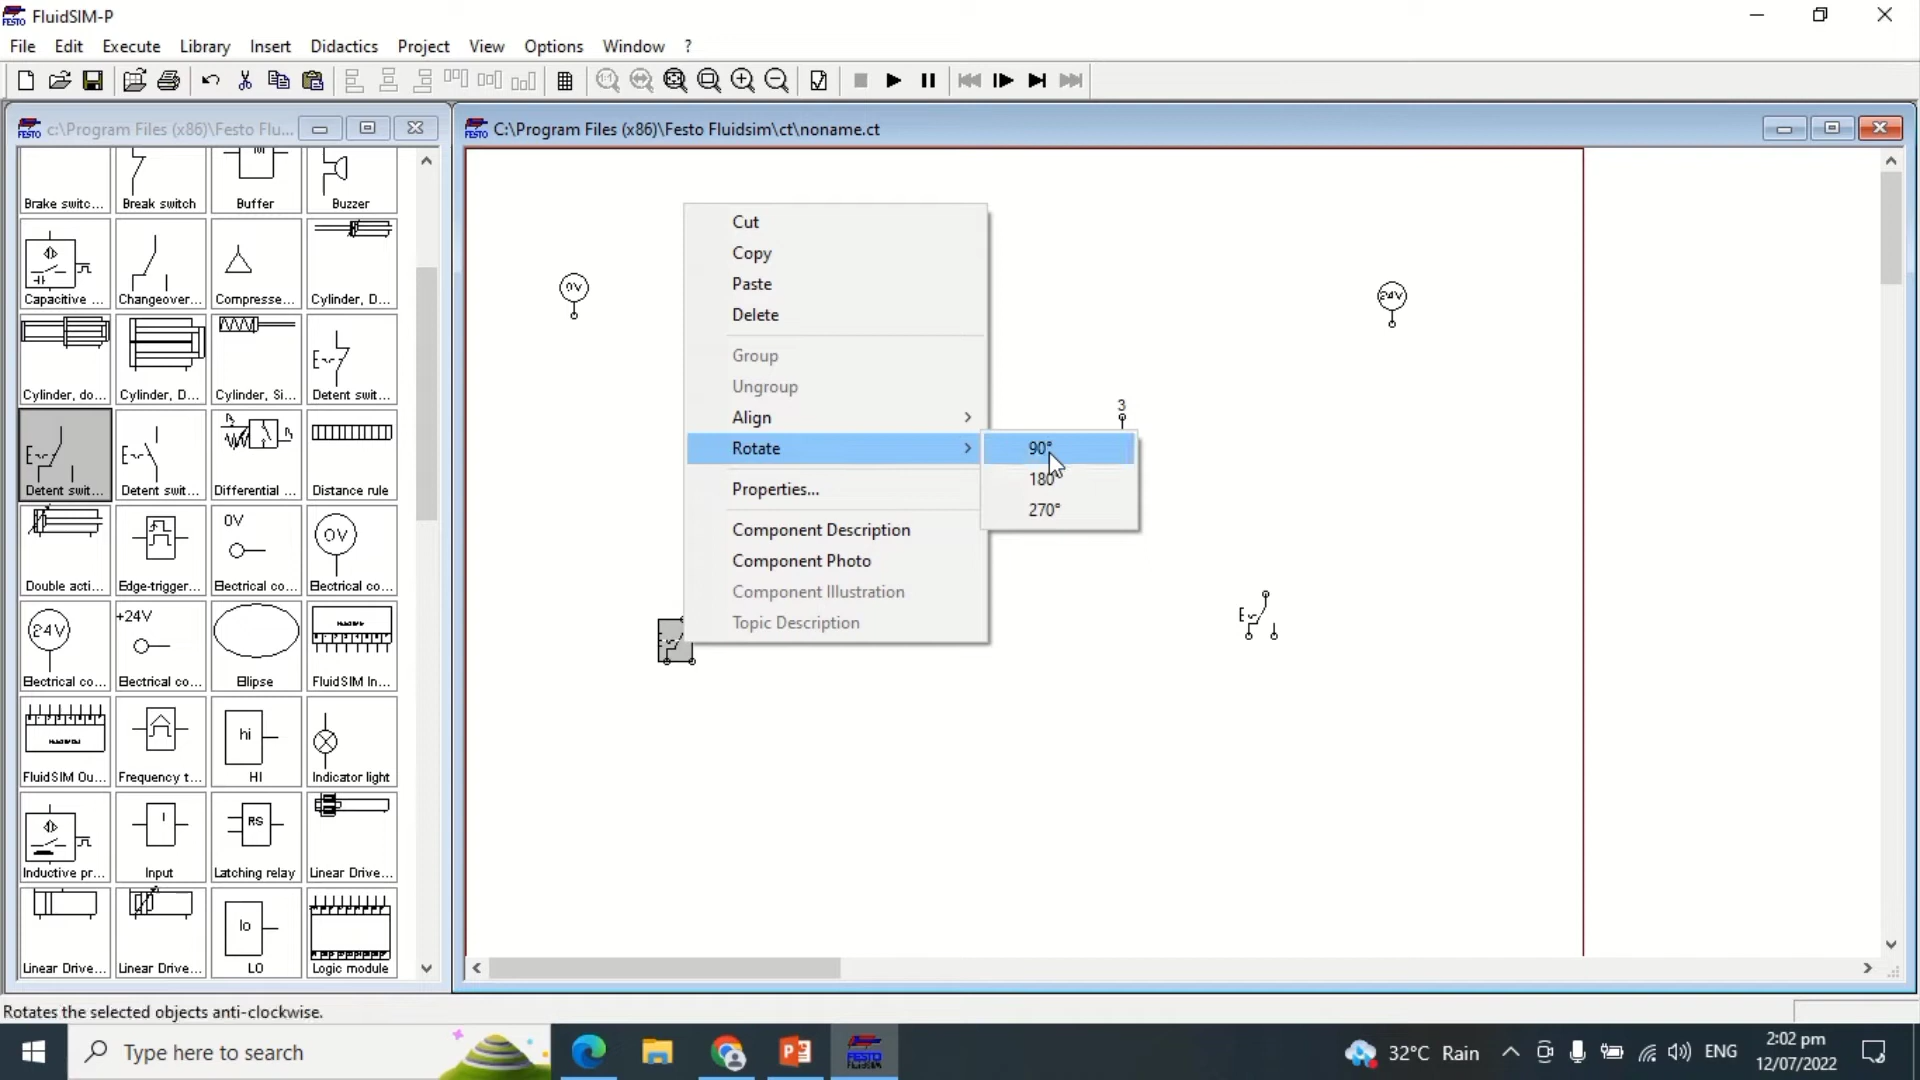 FluidSIM-P
File Edit Execute Library Insert Didactics Project View Options Window ?
c:\Program Files (x86)\Festo Flu...
Brake switc... Break switch Buffer Buzzer
Capacitive ... Changeover... Compresse... Cylinder, D...
Cylinder, do... Cylinder, D... Cylinder, Si... Detent swit...
Detent swit... Detent swit... Differential ... Distance rule
0V 0V
Double acti... Edge-trigger... Electrical co... Electrical co...
24V +24V
Electrical co... Electrical co... Ellipse FluidSIM In...
hi
FluidSIM Ou... Frequency t... HI Indicator light
I RS
Inductive pr... Input Latching relay Linear Drive...
lo
Linear Drive... Linear Drive... LO Logic module
C:\Program Files (x86)\Festo Fluidsim\ct\noname.ct
0V
24V
3
Cut
Copy
Paste
Delete
Group
Ungroup
Align
Rotate
Properties...
Component Description
Component Photo
Component Illustration
Topic Description
90°
180°
270°
Rotates the selected objects anti-clockwise.
Type here to search
FESTO
32°C Rain
ENG
2:02 pm
12/07/2022